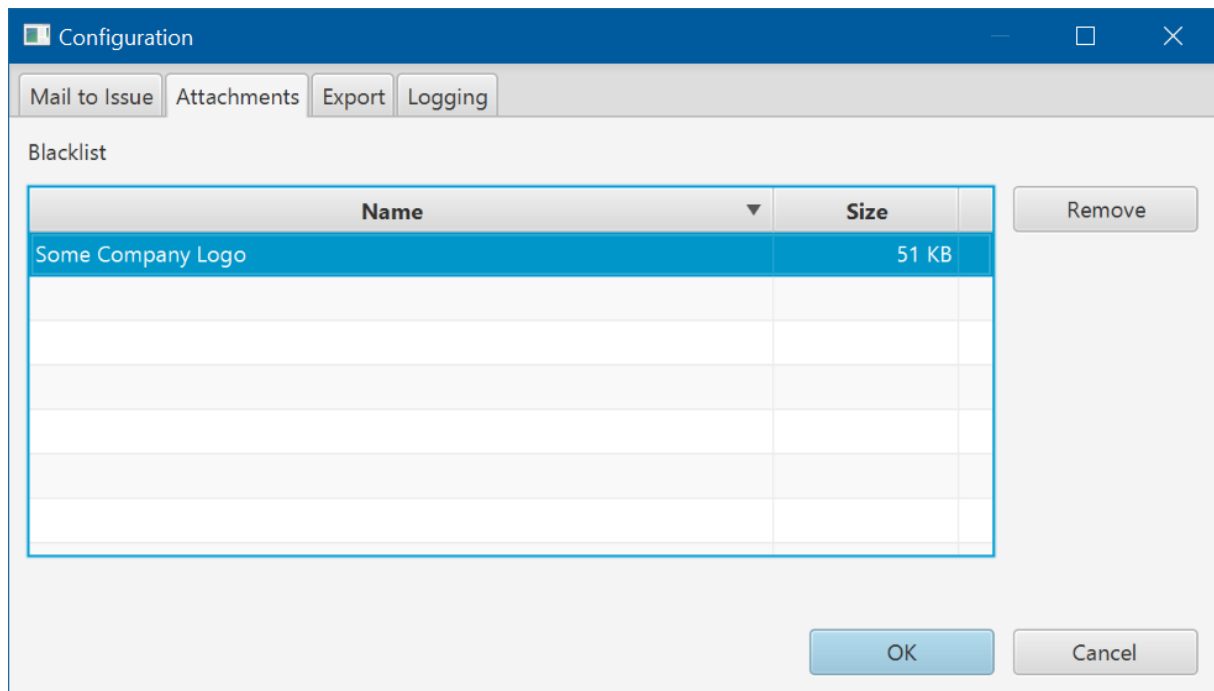 Configuration
Mail to Issue Attachments Export Logging
Blacklist
Name Size Remove
Some Company Logo 51 KB
OK Cancel